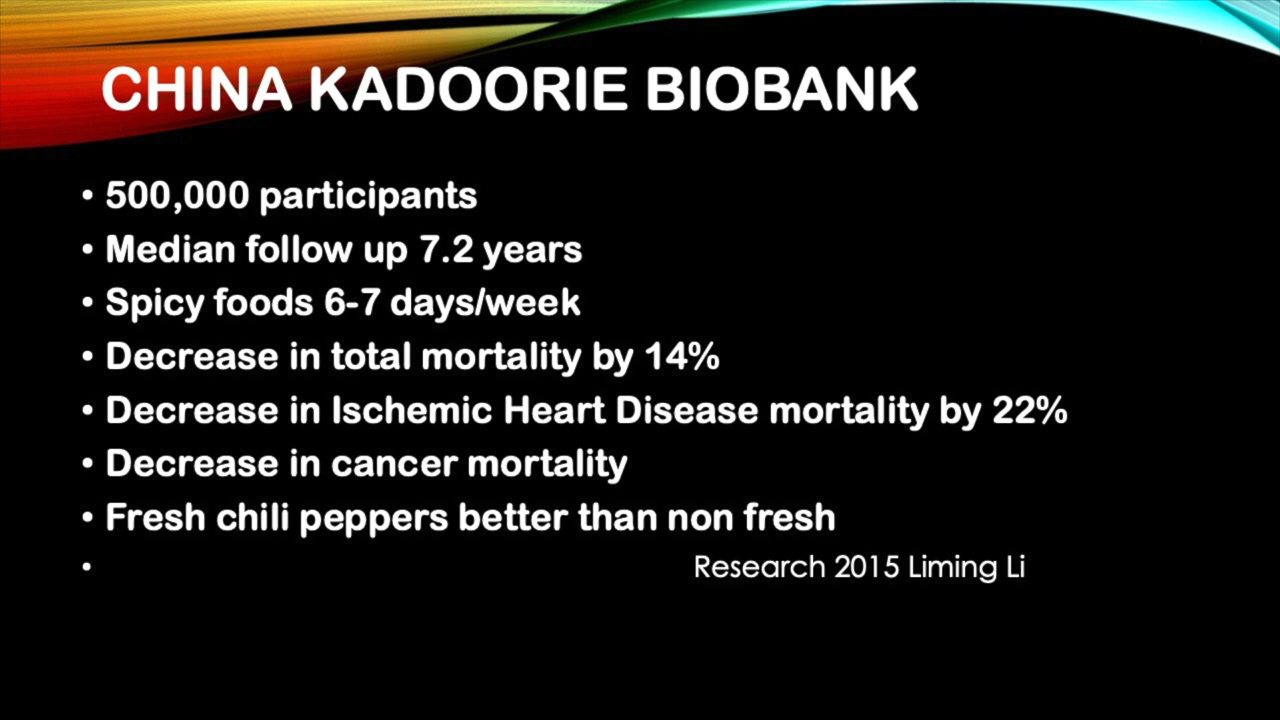 CHINA KADOORIE BIOBANK
• 500,000 participants
• Median follow up 7.2 years
• Spicy foods 6-7 days/week
• Decrease in total mortality by 14%
• Decrease in Ischemic Heart Disease mortality by 22%
• Decrease in cancer mortality
• Fresh chili peppers better than non fresh
• Research 2015 Liming Li